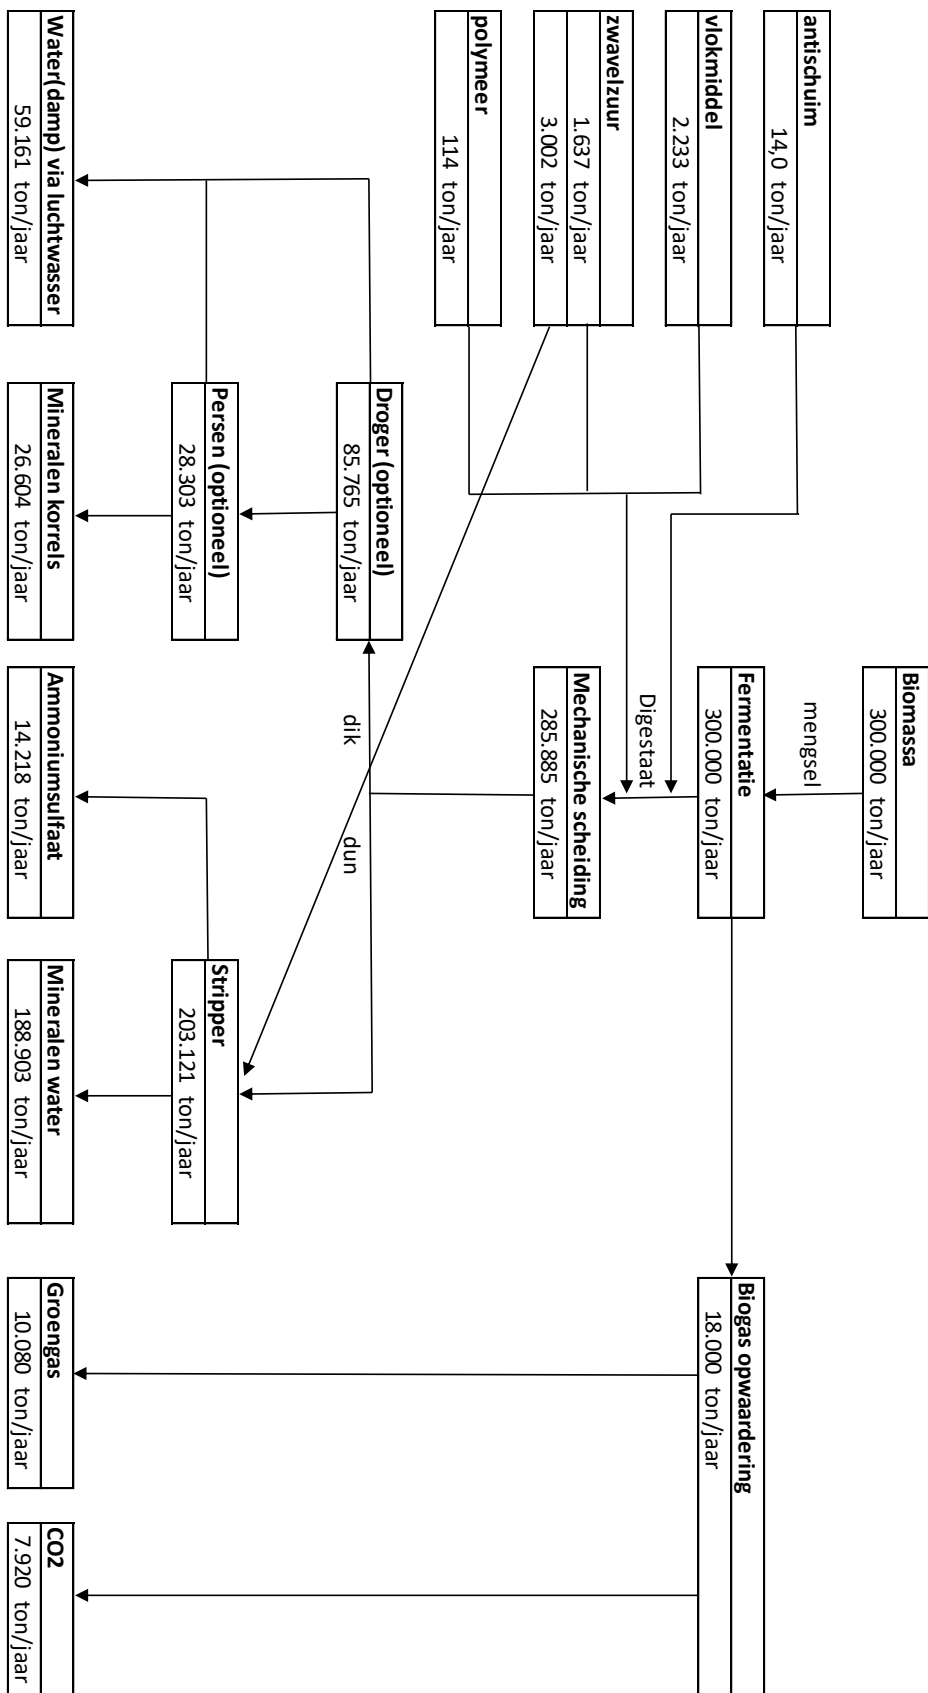 Biomassa
300.000 ton/jaar
mengsel
antischuim
14,0 ton/jaar
Fermentatie
300.000 ton/jaar
Biogas opwaardering
18.000 ton/jaar
vlokmiddel
2.233 ton/jaar
Digestaat
zwavelzuur
1.637 ton/jaar
3.002 ton/jaar
Mechanische scheiding
285.885 ton/jaar
polymeer
114 ton/jaar
dik
dun
Droger (optioneel)
85.765 ton/jaar
Persen (optioneel)
28.303 ton/jaar
Stripper
203.121 ton/jaar
Water(damp) via luchtwasser
59.161 ton/jaar
Mineralen korrels
26.604 ton/jaar
Ammoniumsulfaat
14.218 ton/jaar
Mineralen water
188.903 ton/jaar
Groengas
10.080 ton/jaar
CO2
7.920 ton/jaar